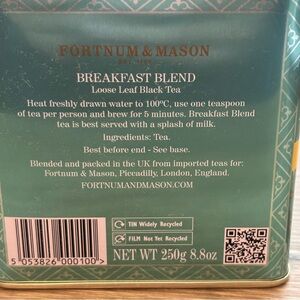 FORTNUM & MASON
EST 1707
BREAKFAST BLEND
Loose Leaf Black Tea
Heat freshly drawn water to 100ºC, use one teaspoon
of tea per person and brew for 5 minutes. Breakfast Blend
tea is best served with a splash of milk.
Ingredients: Tea.
Best before end - See base.
Blended and packed in the UK from imported teas for:
Fortnum & Mason, Piccadilly, London, England.
FORTNUMANDMASON.COM
TIN Widely Recycled
FILM Not Yet Recycled
5 053826 000100 >
NET WT 250g 8.8oz